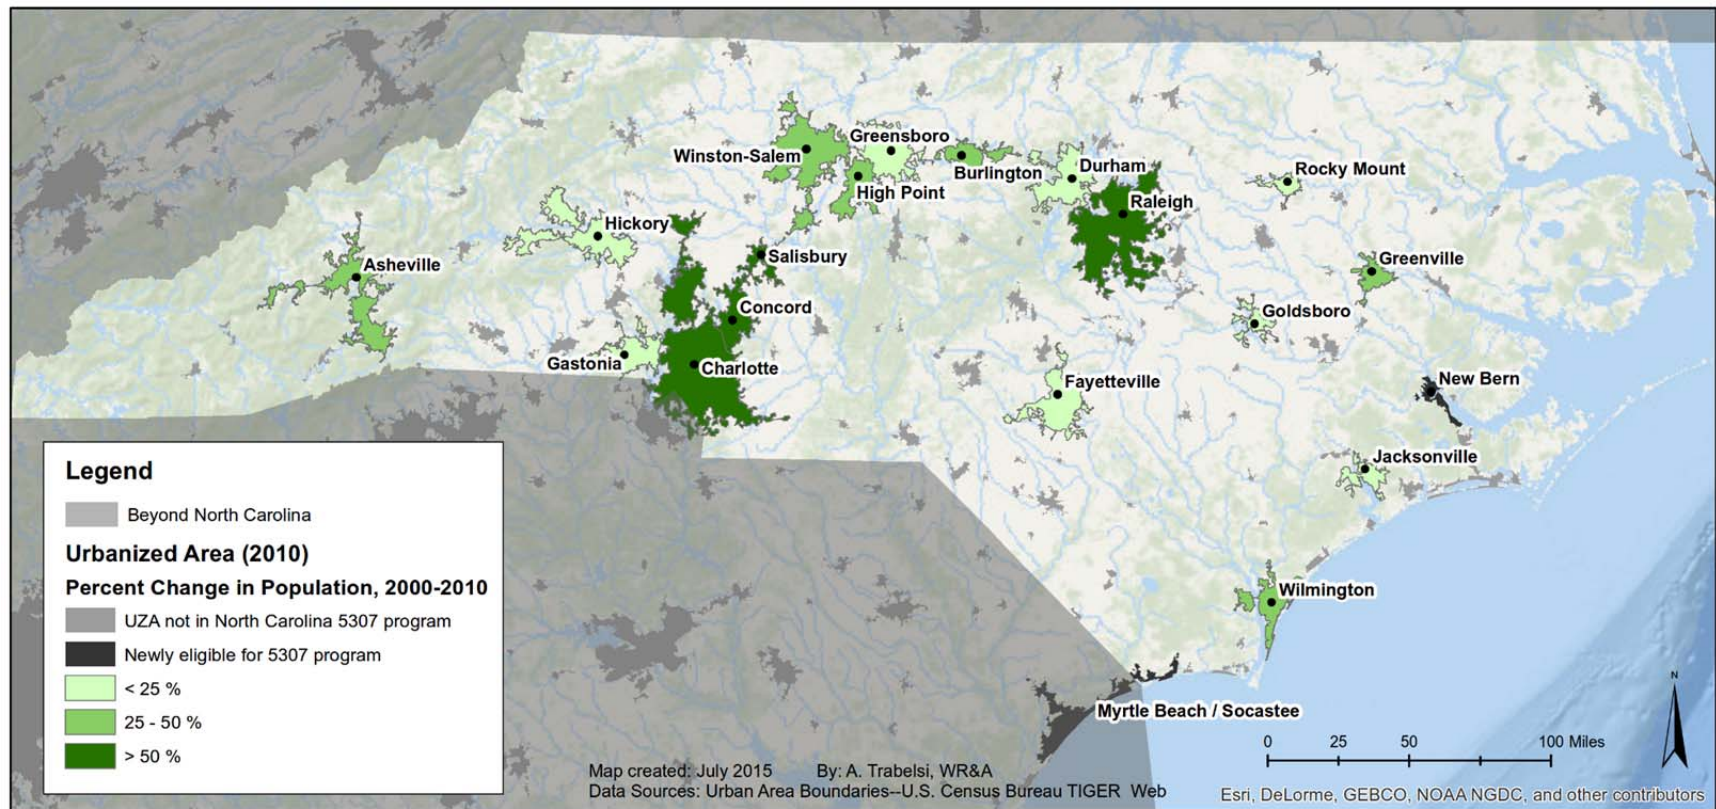 Greensboro
Winston-Salem
Burlington
Durham
High Point
Rocky Mount
Raleigh
Hickory
Salisbury
Asheville
Greenville
Concord
Goldsboro
Gastonia
Charlotte
Fayetteville
New Bern
Jacksonville
Wilmington
Myrtle Beach / Socastee
Legend
Beyond North Carolina
Urbanized Area (2010)
Percent Change in Population, 2000-2010
UZA not in North Carolina 5307 program
Newly eligible for 5307 program
< 25 %
25 - 50 %
> 50 %
N
0 25 50 100 Miles
Map created: July 2015 By: A. Trabelsi, WR&A
Data Sources: Urban Area Boundaries--U.S. Census Bureau TIGER Web
Esri, DeLorme, GEBCO, NOAA NGDC, and other contributors